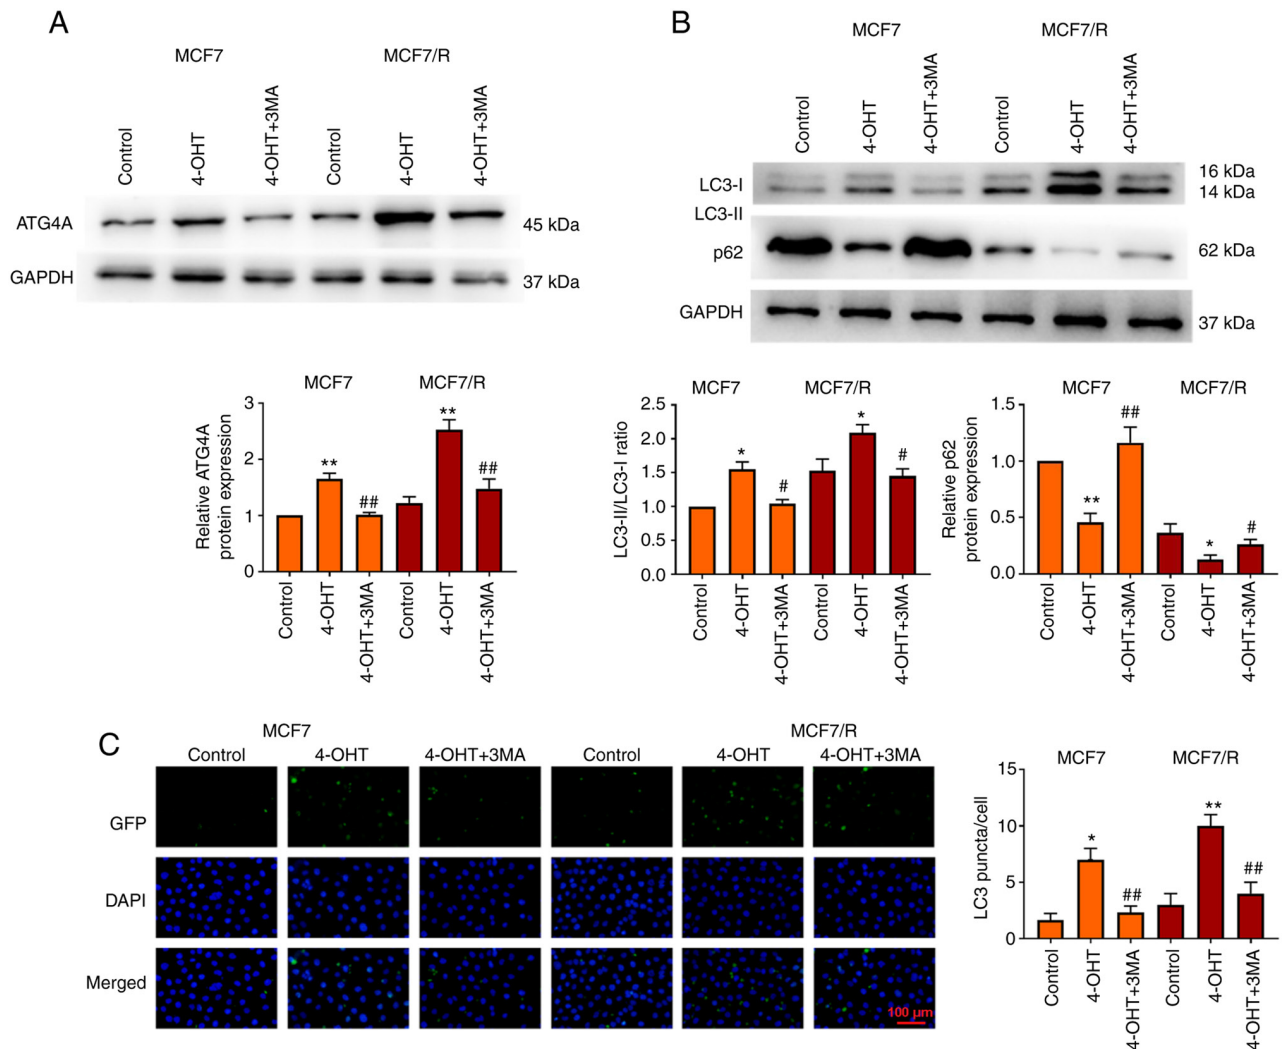 A
MCF7 MCF7/R
Control 4-OHT 4-OHT+3MA Control 4-OHT 4-OHT+3MA
ATG4A 45 kDa
GAPDH 37 kDa
MCF7 MCF7/R
Relative ATG4A
protein expression
3
2
1
0
** ## ** ##
Control 4-OHT 4-OHT+3MA Control 4-OHT 4-OHT+3MA
B
MCF7 MCF7/R
Control 4-OHT 4-OHT+3MA Control 4-OHT 4-OHT+3MA
LC3-I 16 kDa
14 kDa
LC3-II
p62 62 kDa
GAPDH 37 kDa
MCF7 MCF7/R
LC3-II/LC3-I ratio
2.5
2.0
1.5
1.0
0.5
0.0
* # * #
Control 4-OHT 4-OHT+3MA Control 4-OHT 4-OHT+3MA
MCF7 MCF7/R
Relative p62
protein expression
1.5
1.0
0.5
0.0
** ## * #
Control 4-OHT 4-OHT+3MA Control 4-OHT 4-OHT+3MA
C
MCF7 MCF7/R
Control 4-OHT 4-OHT+3MA Control 4-OHT 4-OHT+3MA
GFP
DAPI
Merged
100 µm
MCF7 MCF7/R
LC3 puncta/cell
15
10
5
0
* ## ** ##
Control 4-OHT 4-OHT+3MA Control 4-OHT 4-OHT+3MA